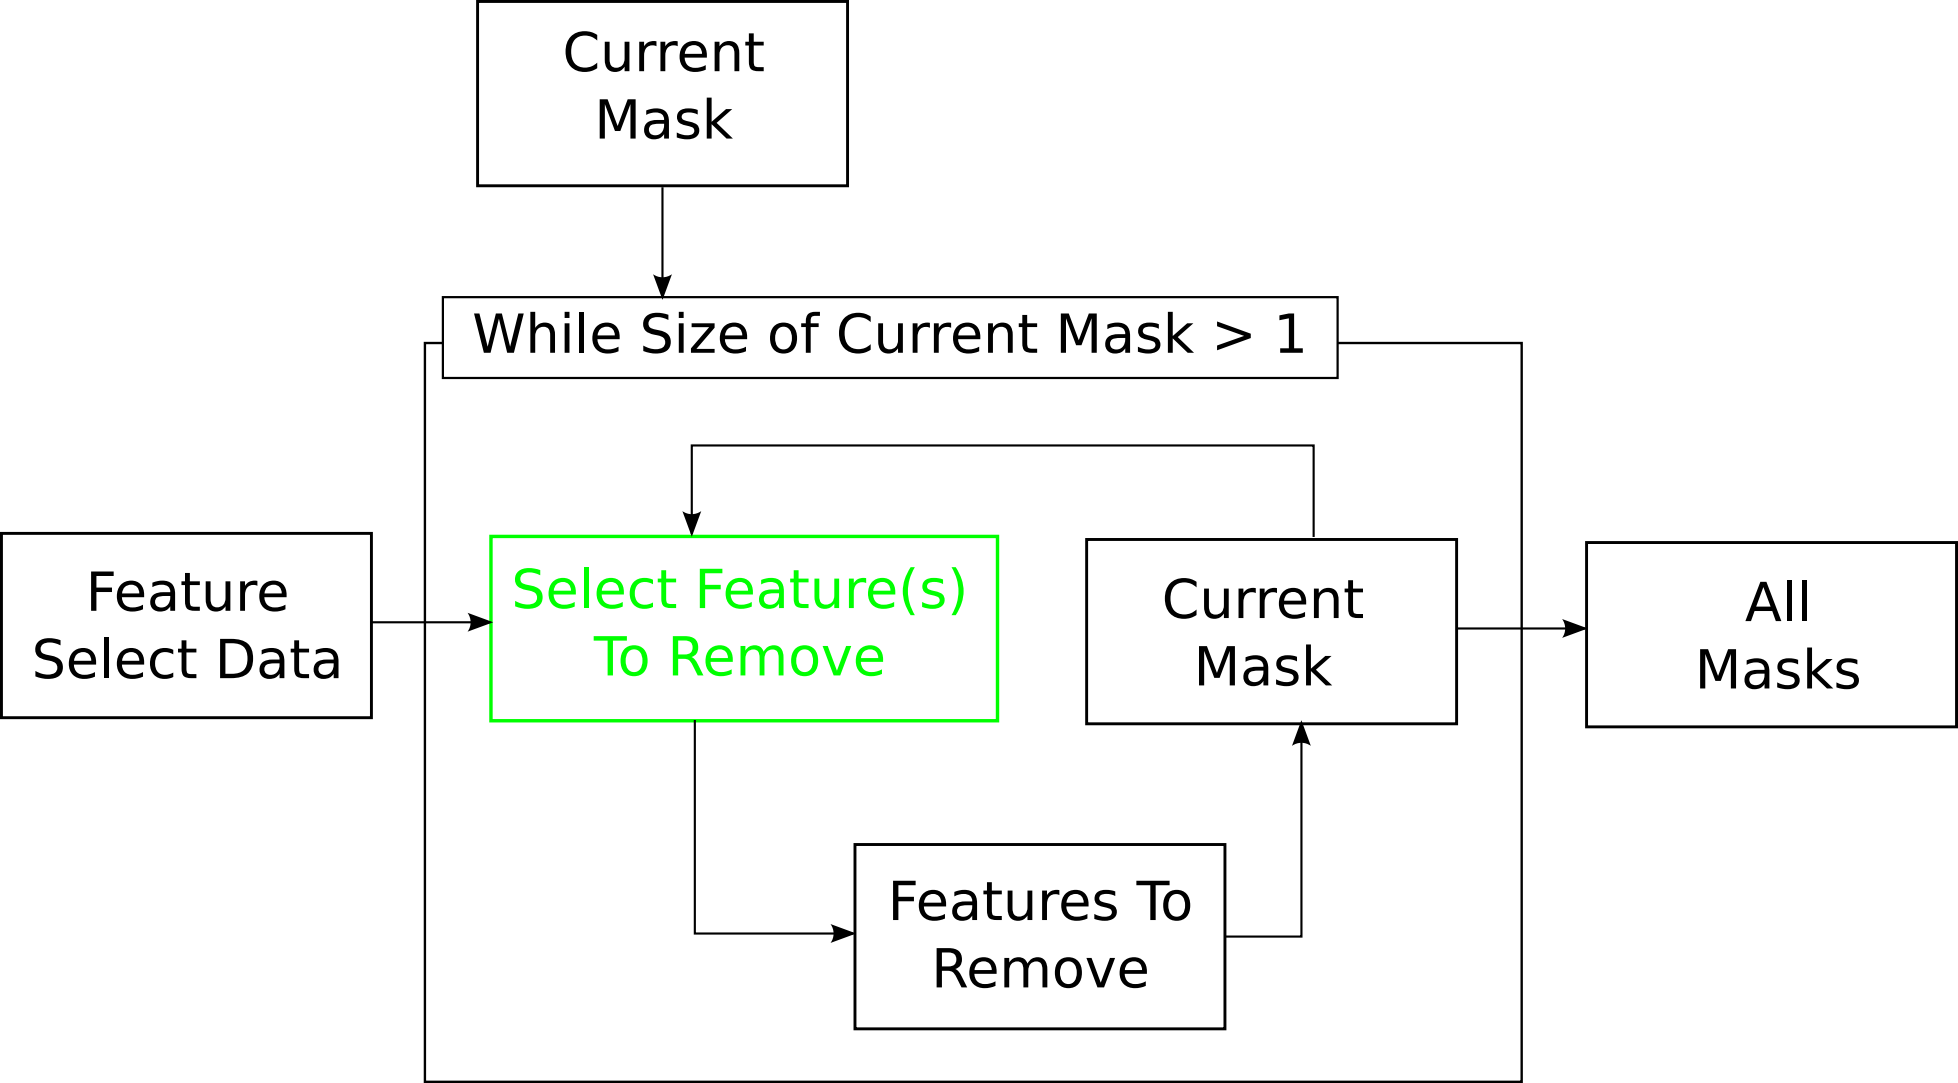 Current
Mask
While Size of Current Mask > 1
Feature
Select Data
Select Feature(s)
To Remove
Current
Mask
All
Masks
Features To
Remove